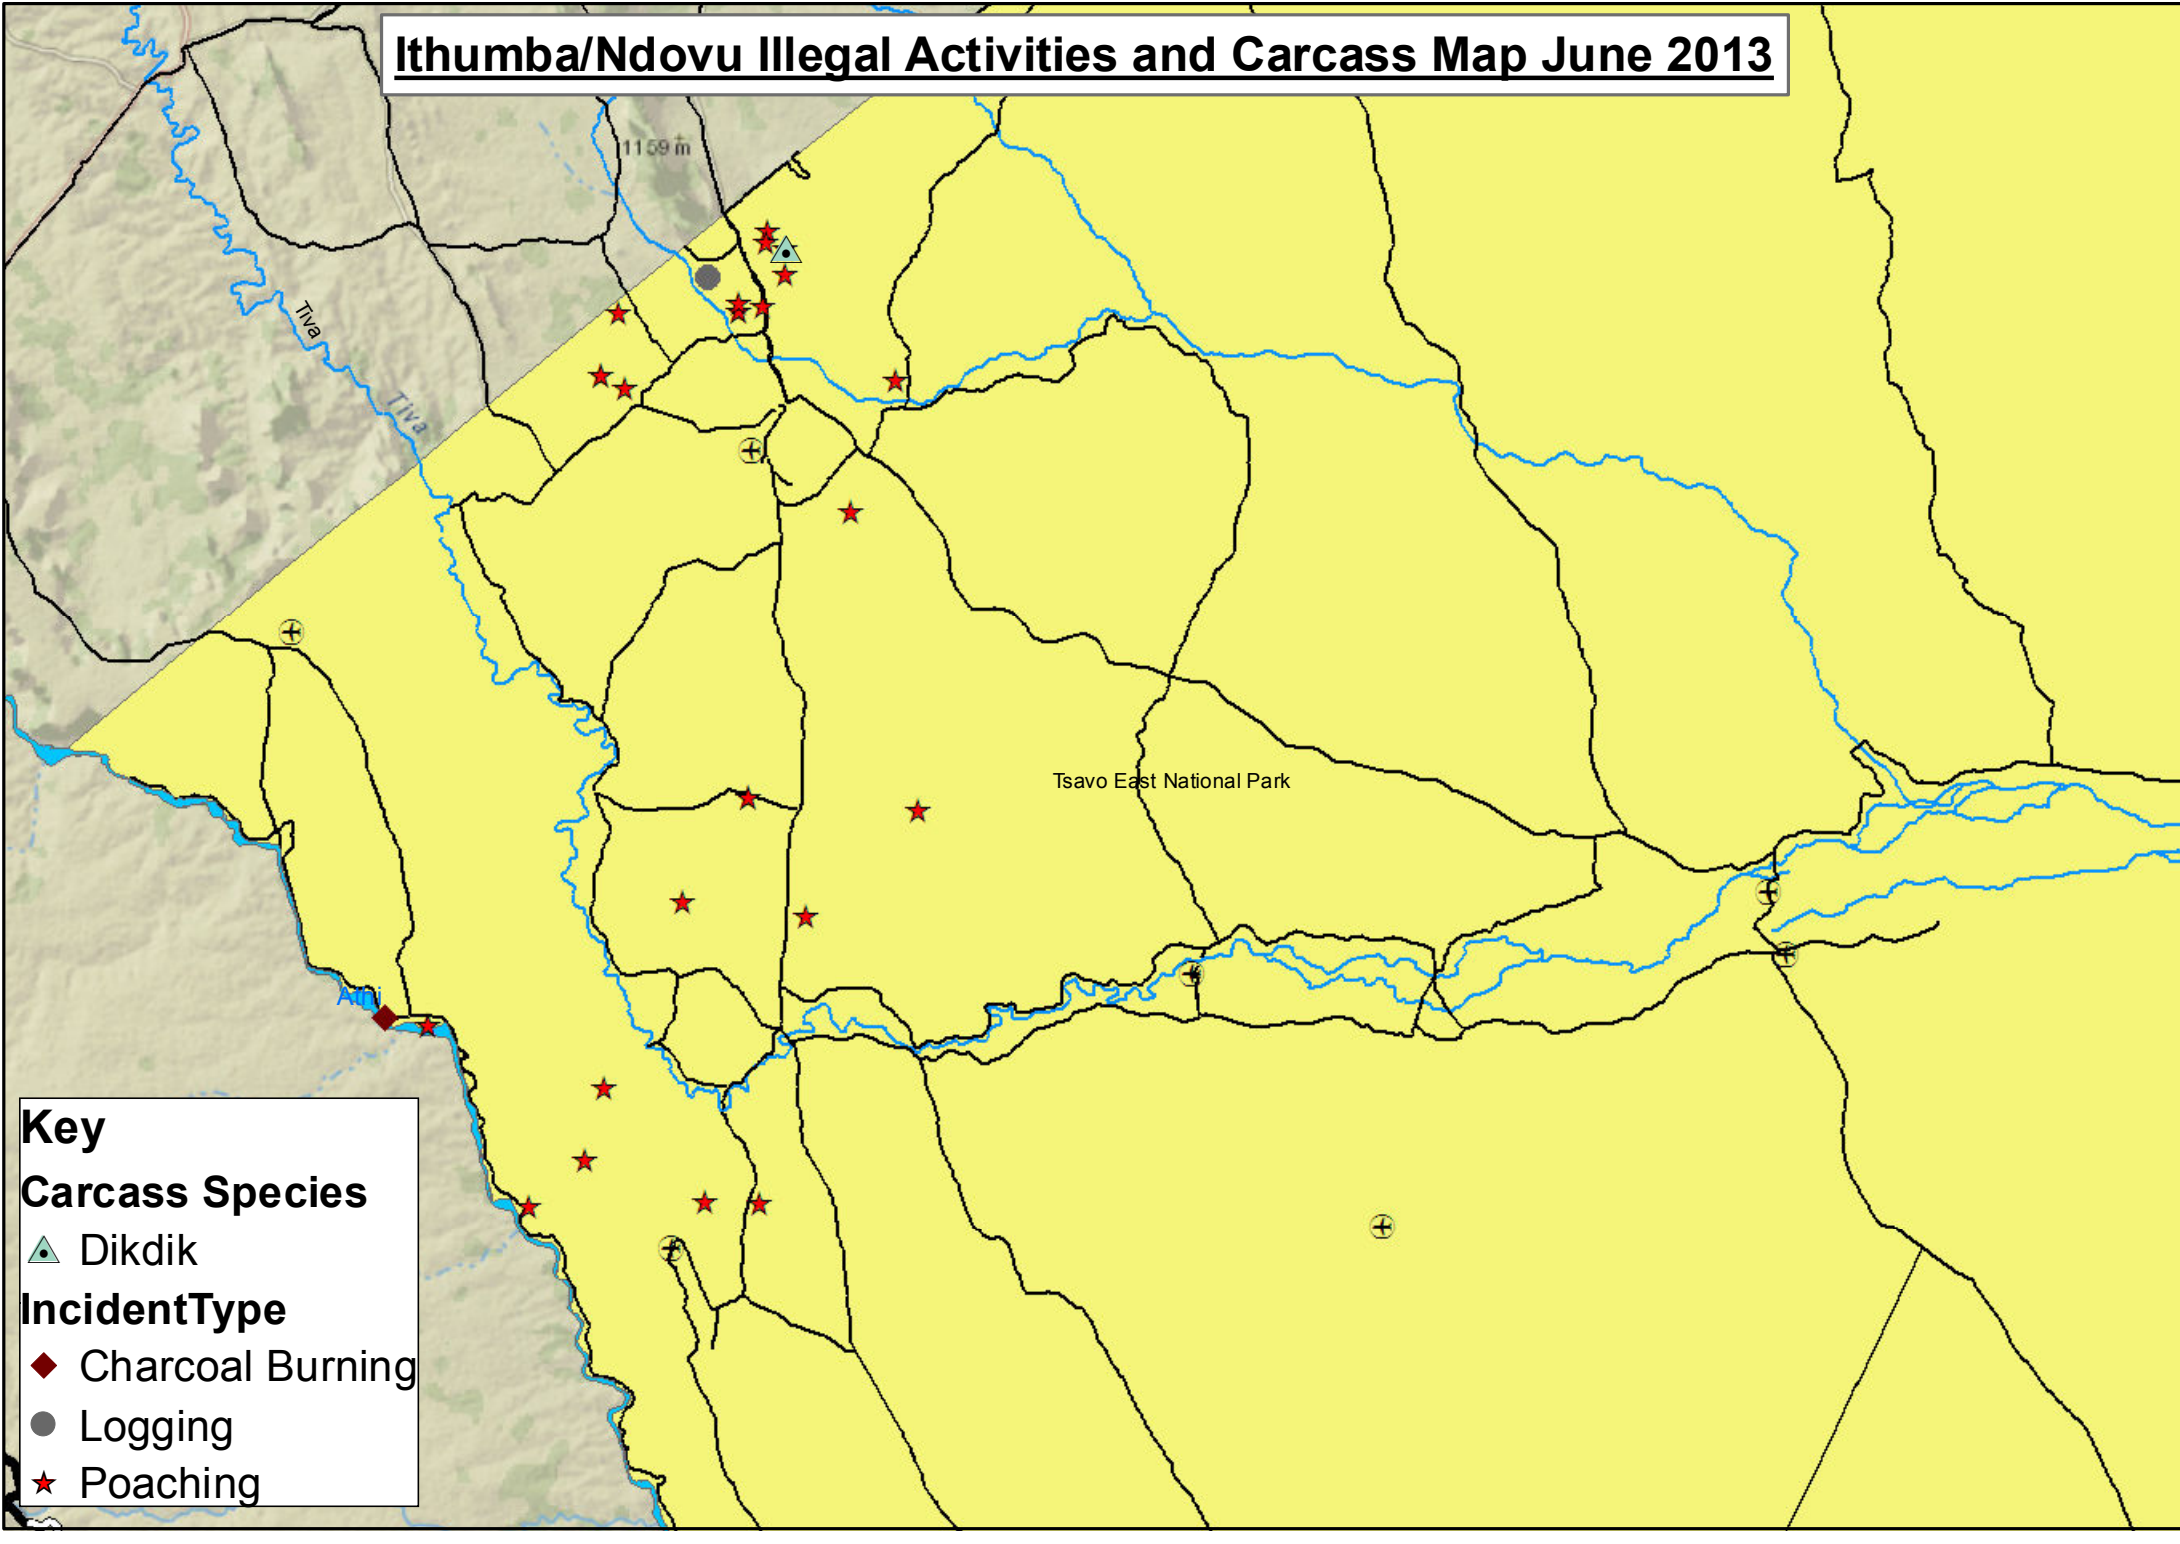 Ithumba/Ndovu Illegal Activities and Carcass Map June 2013
1159 m
Tiva
Tiva
Tsavo East National Park
Athi
Key
Carcass Species
Dikdik
IncidentType
Charcoal Burning
Logging
Poaching